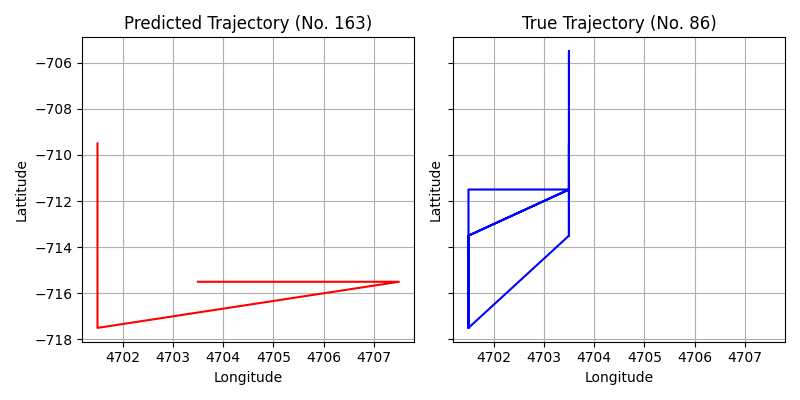 Predicted Trajectory (No. 163)
True Trajectory (No. 86)
−706
−708
−710
−712
−714
−716
−718
Lattitude
Lattitude
4702 4703 4704 4705 4706 4707
4702 4703 4704 4705 4706 4707
Longitude
Longitude